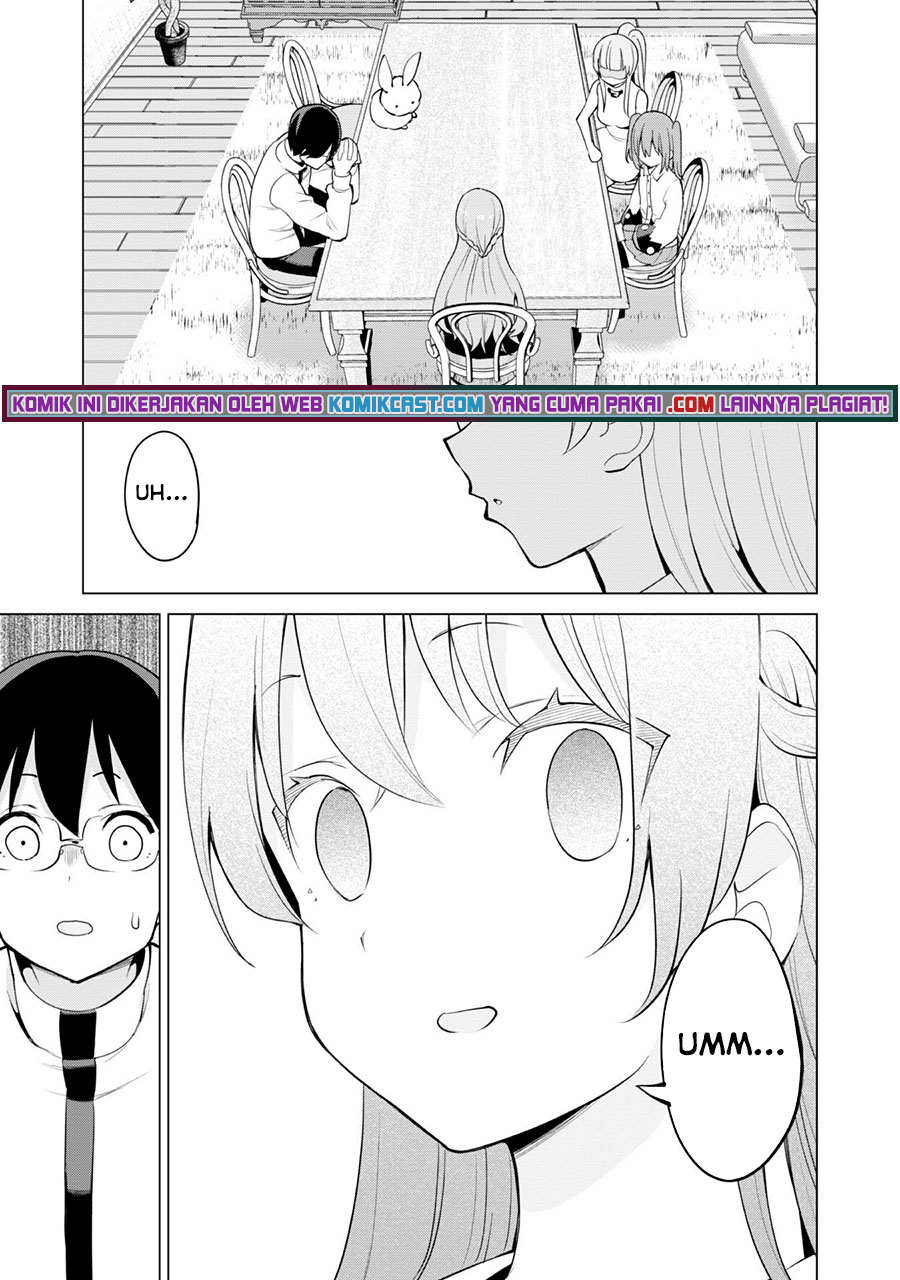 KOMIK INI DIKERJAKAN OLEH WEB KOMIKCAST.COM YANG CUMA PAKAI .COM LAINNYA PLAGIAT!
UH...
UMM...